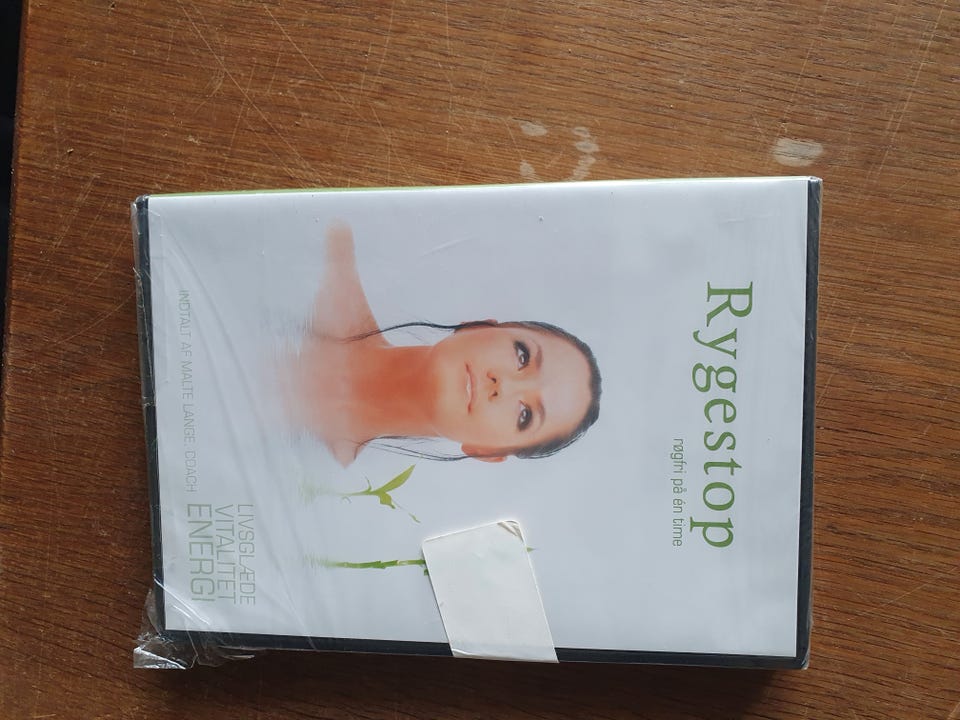 Rygestop
røgfri på én time
LIVSGLÆDE
VITALITET
ENERGI
INDTALT AF MALTE LANGE, COACH